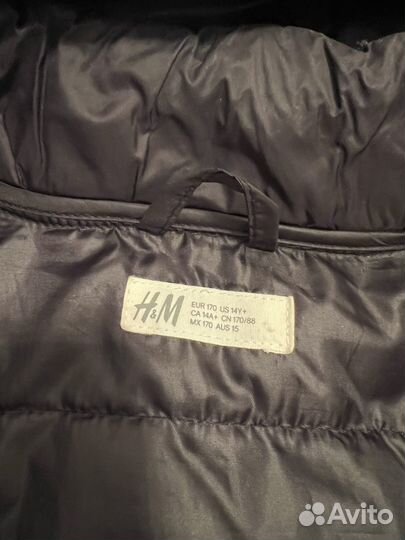 H&M
EUR 170 US 14Y+
CA 14A+ CN 170/88
MX 170 AUS 15
Avito